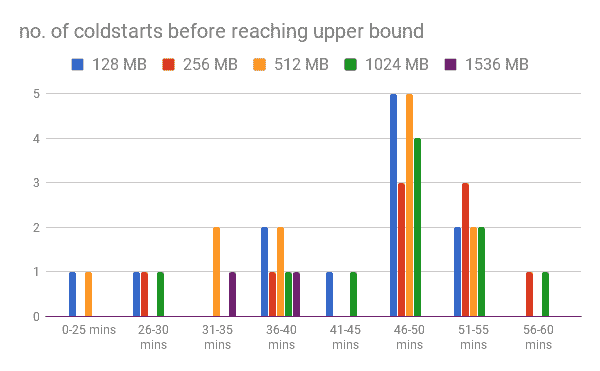 no. of coldstarts before reaching upper bound
128 MB 256 MB 512 MB 1024 MB 1536 MB
5
4
3
2
1
0
0-25 mins 26-30 31-35 36-40 41-45 46-50 51-55 56-60
mins mins mins mins mins mins mins